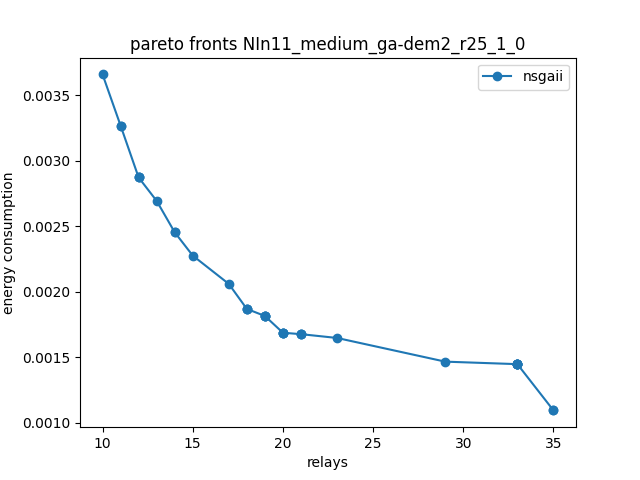 pareto fronts NIn11_medium_ga-dem2_r25_1_0
nsgaii
0.0035
0.0030
0.0025
0.0020
0.0015
0.0010
energy consumption
10 15 20 25 30 35
relays